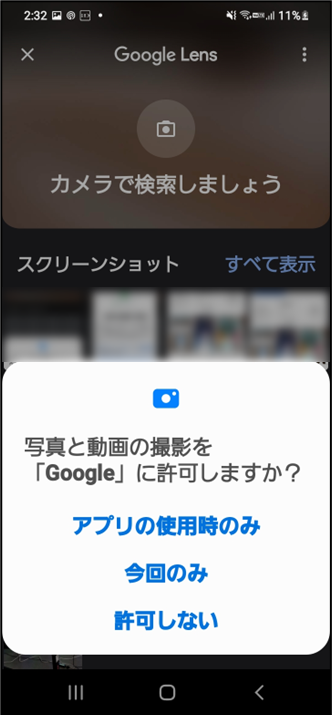 2:32 11%
Google Lens
カメラで検索しましょう
スクリーンショット すべて表示
写真と動画の撮影を
「Google」に許可しますか？
アプリの使用時のみ
今回のみ
許可しない